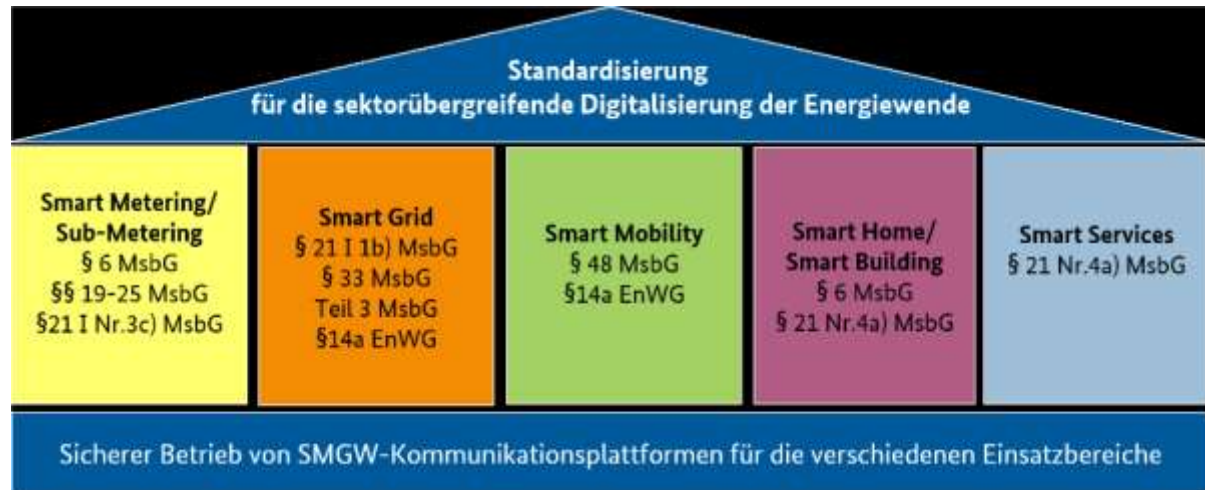 Standardisierung
für die sektorübergreifende Digitalisierung der Energiewende
Smart Metering/
Sub-Metering
§ 6 MsbG
§§ 19-25 MsbG
§21 I Nr.3c) MsbG
Smart Grid
§ 21 I 1b) MsbG
§ 33 MsbG
Teil 3 MsbG
§14a EnWG
Smart Mobility
§ 48 MsbG
§14a EnWG
Smart Home/
Smart Building
§ 6 MsbG
§ 21 Nr.4a) MsbG
Smart Services
§ 21 Nr.4a) MsbG
Sicherer Betrieb von SMGW-Kommunikationsplattformen für die verschiedenen Einsatzbereiche